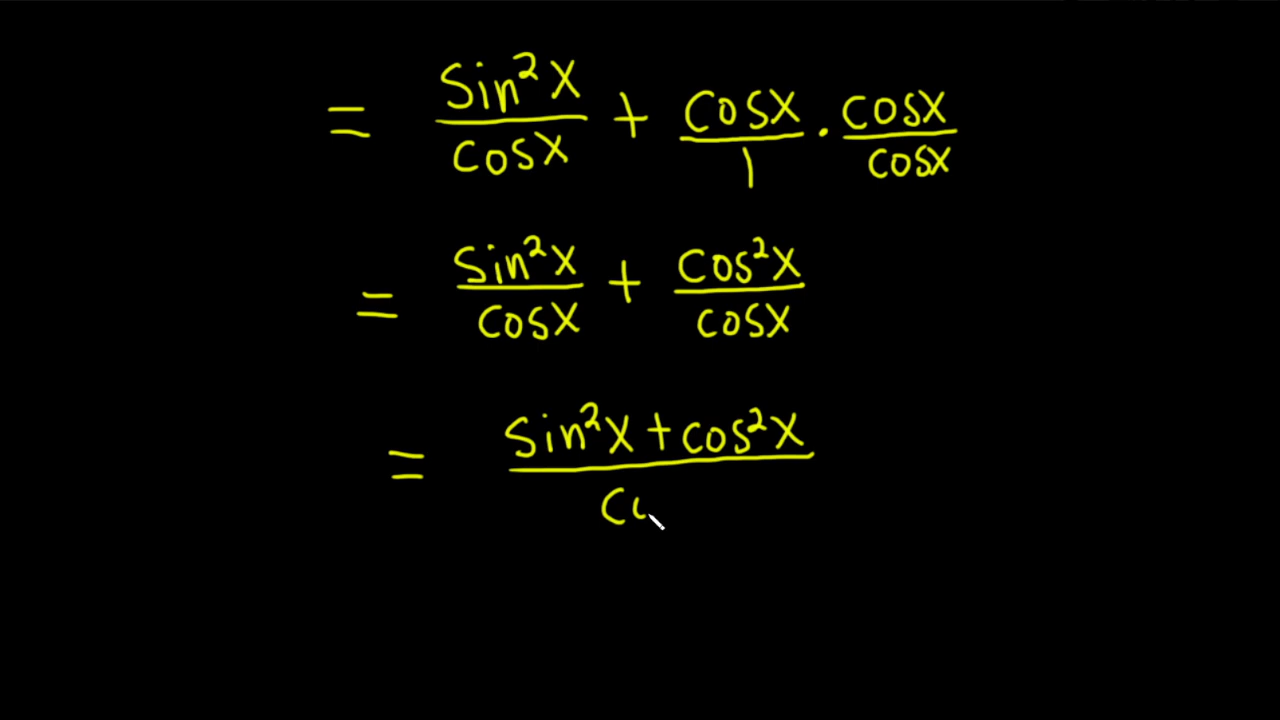 = Sin²x/cosx + cosx/1 · cosx/cosx
= Sin²x/cosx + cos²x/cosx
= Sin²x + cos²x/